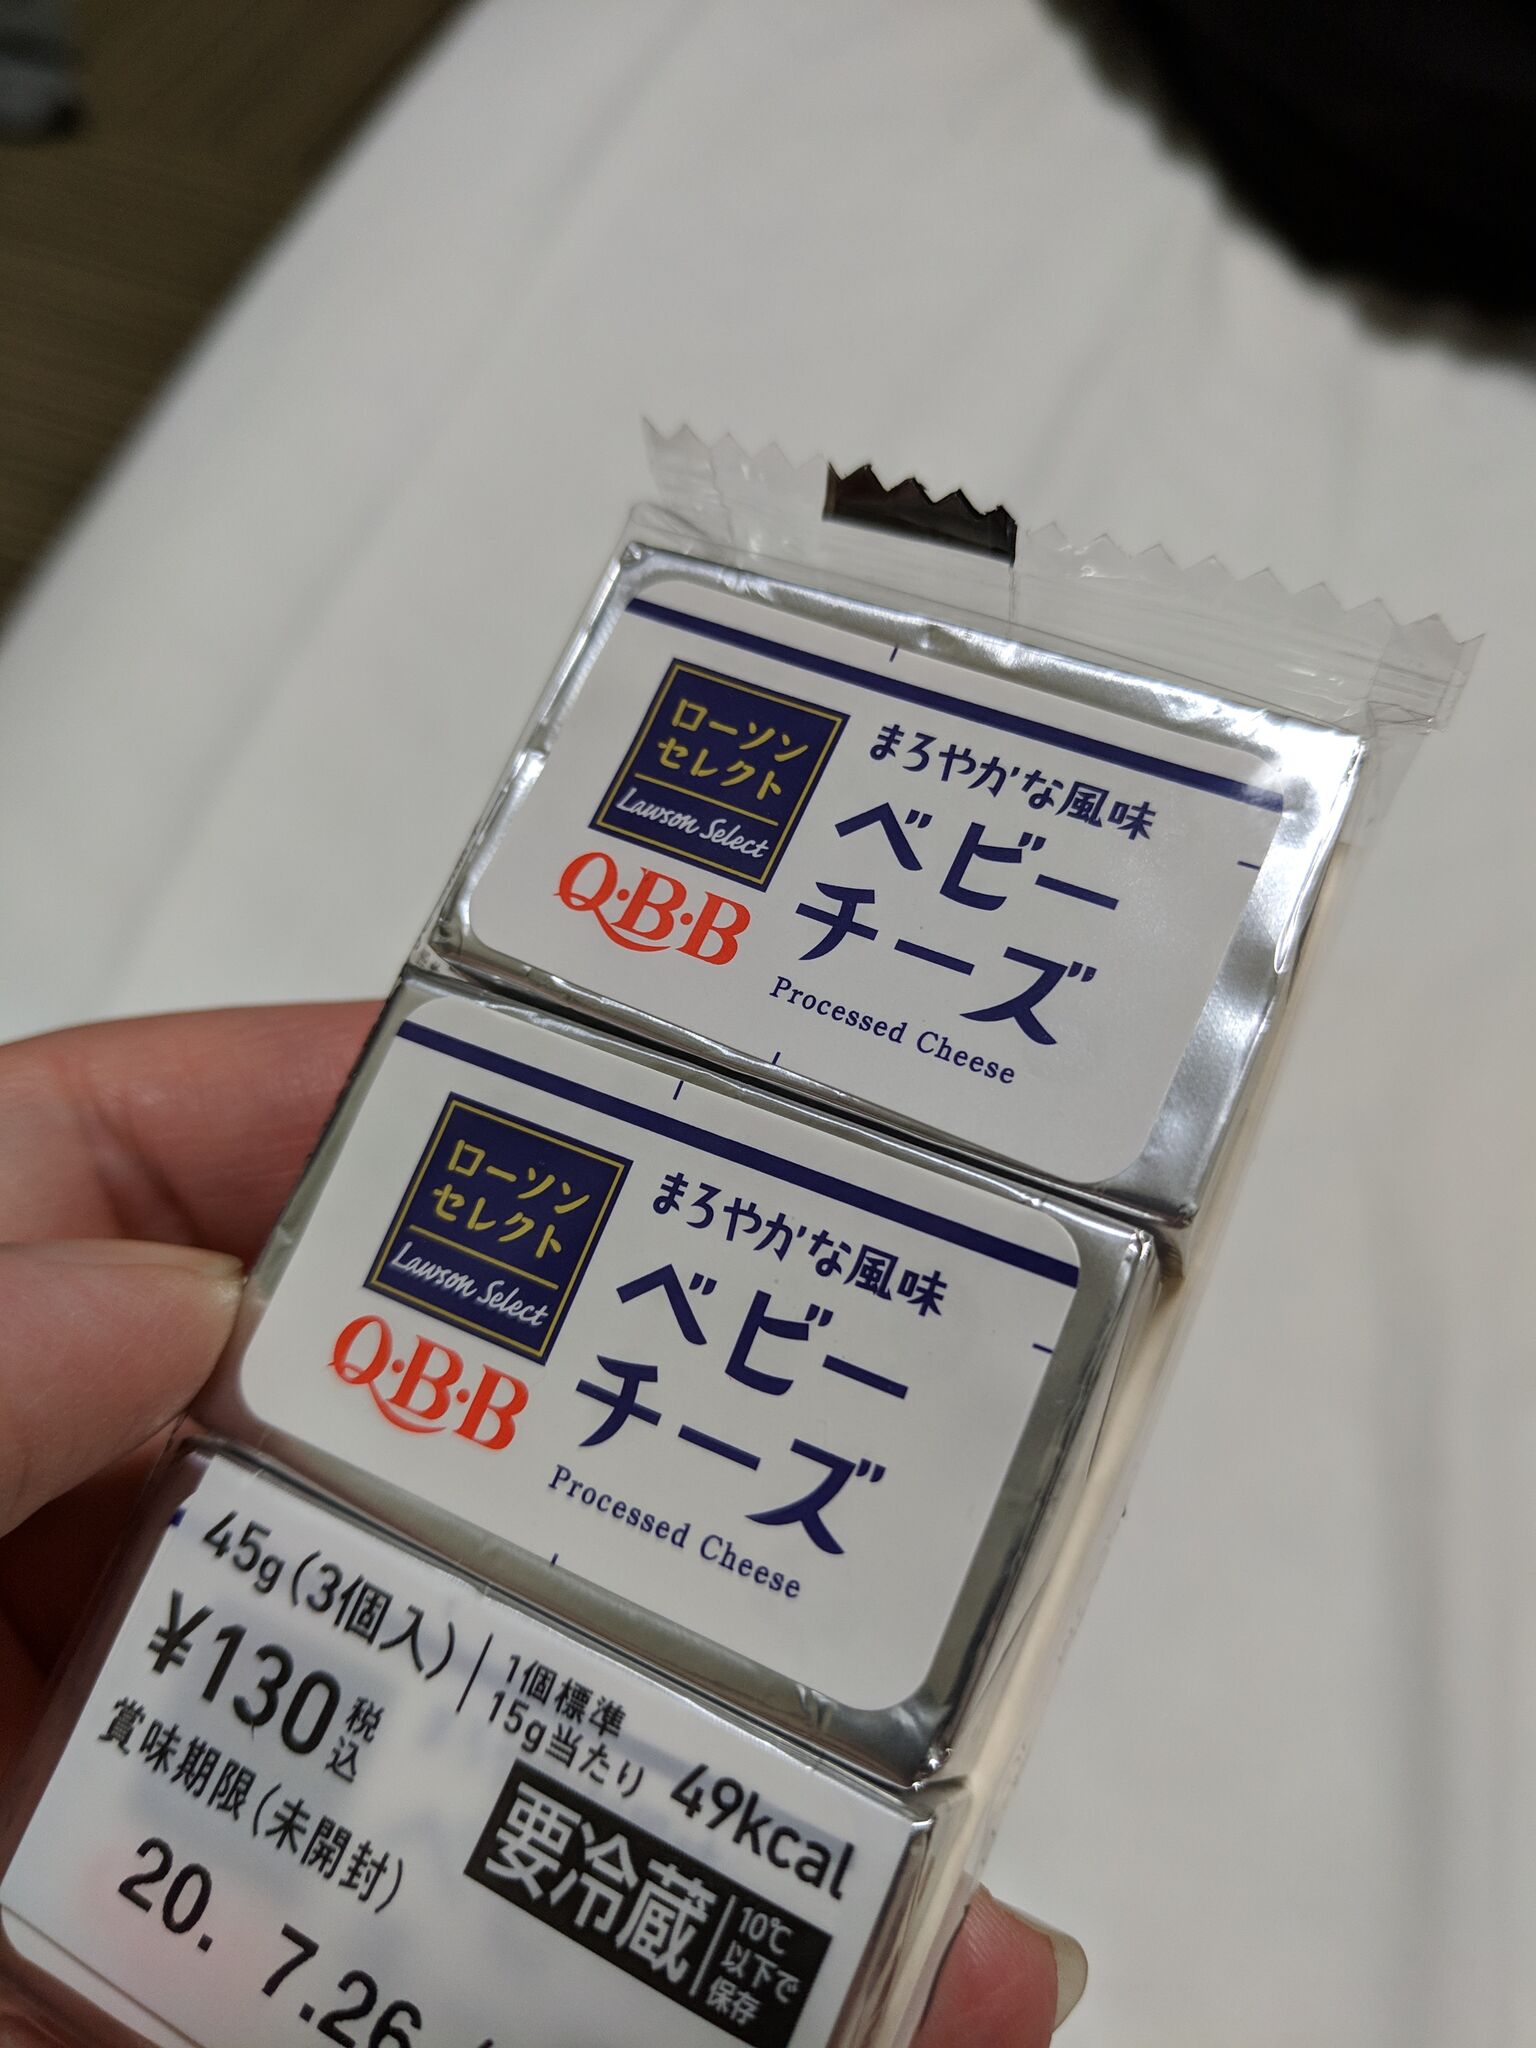 まろやかな風味
ローソン
セレクト
Lawson Select
ベビー
チーズ
Q・B・B
Processed Cheese
まろやかな風味
ローソン
セレクト
Lawson Select
ベビー
チーズ
Q・B・B
Processed Cheese
45g(3個入)
1個標準
15g当たり
49kcal
¥130税込
賞味期限(未開封)
要冷蔵
10℃
以下で
保存
20. 7.26